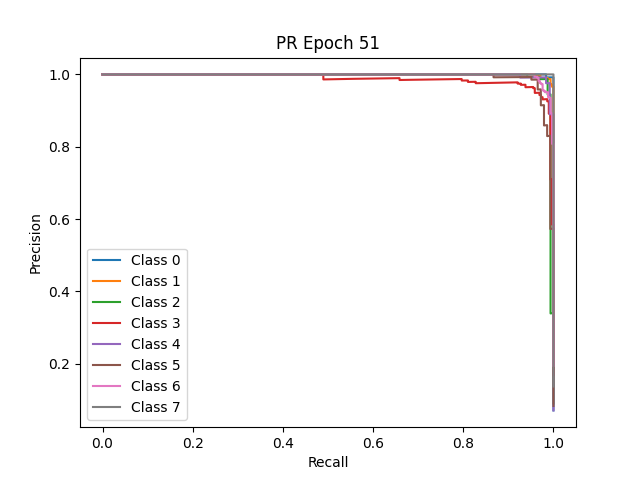 PR Epoch 51
1.0
0.8
0.6
0.4
0.2
Precision
Class 0
Class 1
Class 2
Class 3
Class 4
Class 5
Class 6
Class 7
0.0 0.2 0.4 0.6 0.8 1.0
Recall